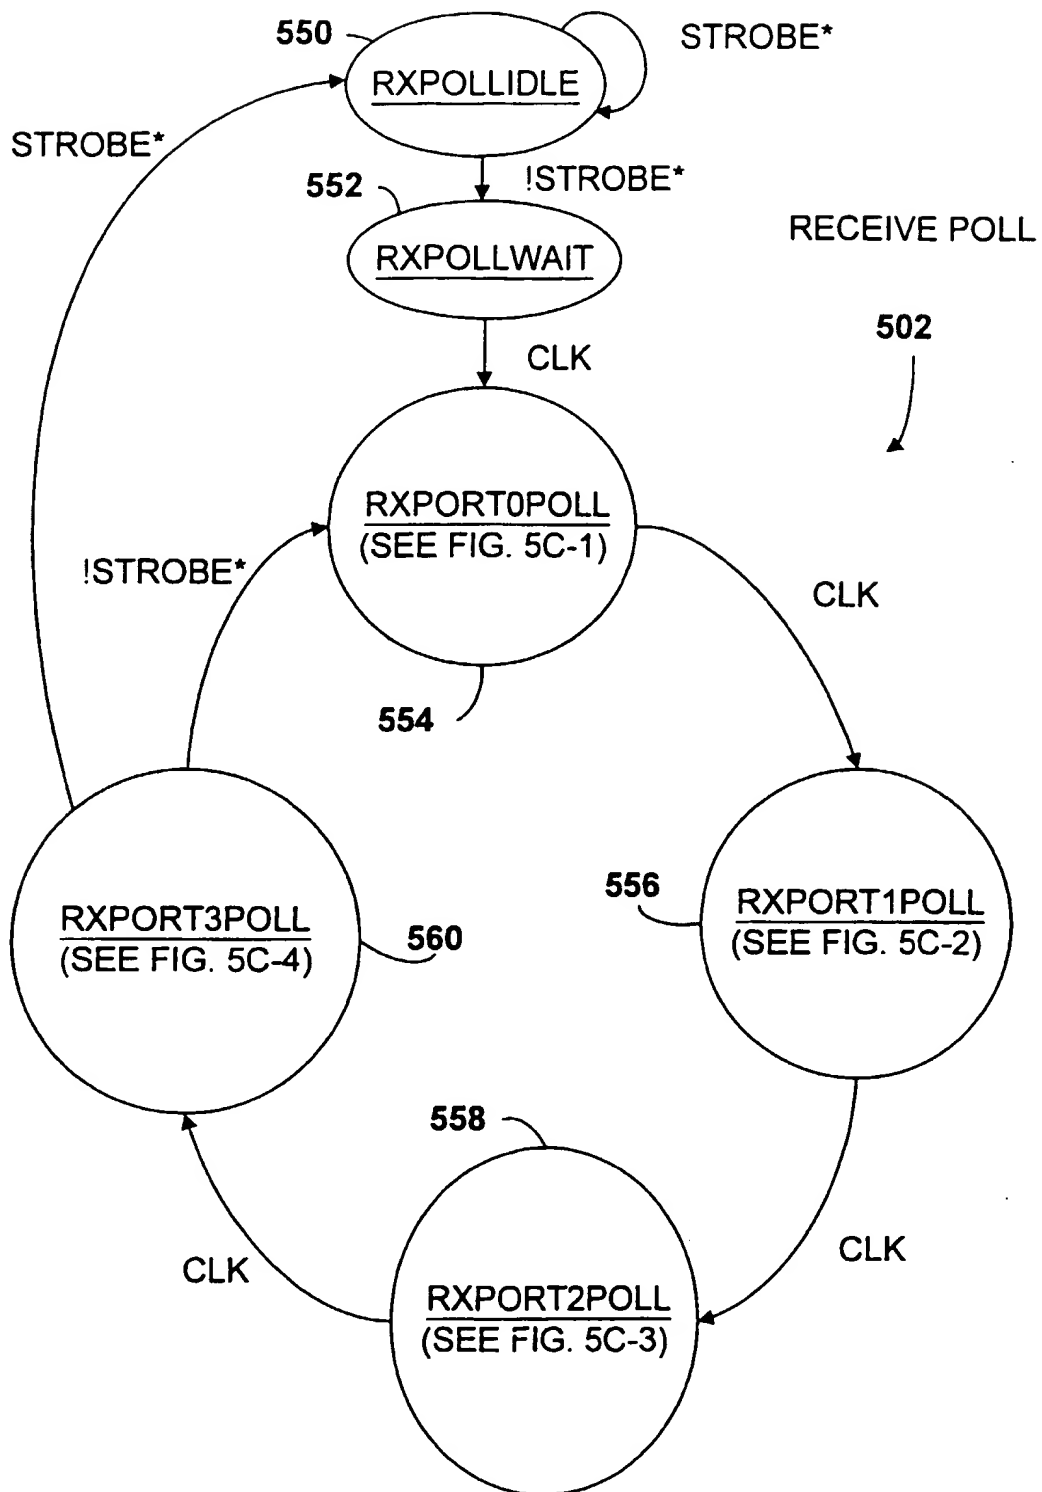 550
STROBE*
RXPOLLIDLE
STROBE*
!STROBE*
552
RXPOLLWAIT
RECEIVE POLL
502
CLK
RXPORT0POLL
(SEE FIG. 5C-1)
!STROBE*
CLK
554
556
RXPORT1POLL
(SEE FIG. 5C-2)
RXPORT3POLL
(SEE FIG. 5C-4)
560
558
CLK
CLK
RXPORT2POLL
(SEE FIG. 5C-3)